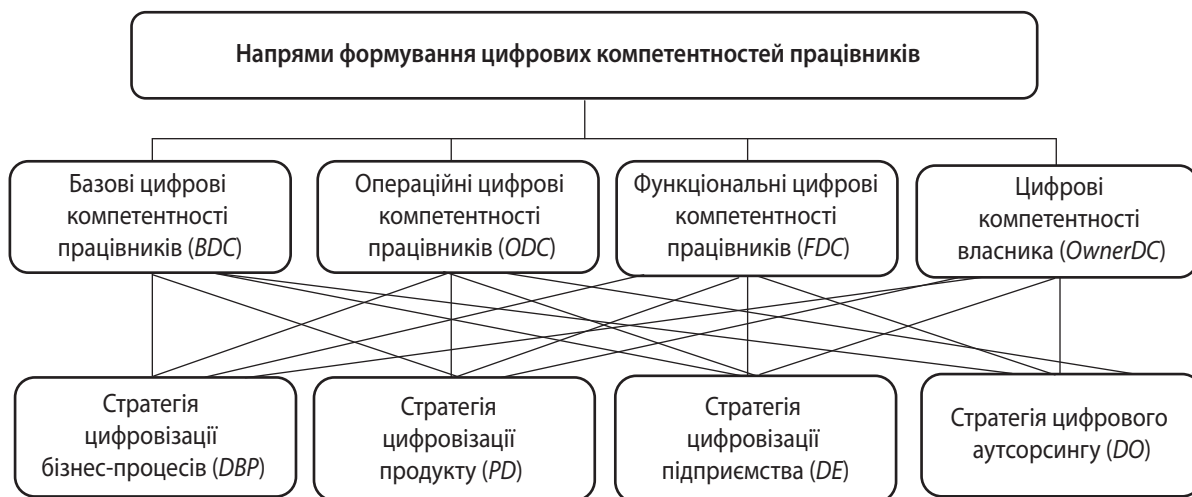 Напрями формування цифрових компетентностей працівників
Базові цифрові
компетентності
працівників (BDC)
Операційні цифрові
компетентності
працівників (ODC)
Функціональні цифрові
компетентності
працівників (FDC)
Цифрові
компетентності
власника (OwnerDC)
Стратегія
цифровізації
бізнес-процесів (DBP)
Стратегія
цифровізації
продукту (PD)
Стратегія
цифровізації
підприємства (DE)
Стратегія цифрового
аутсорсингу (DO)